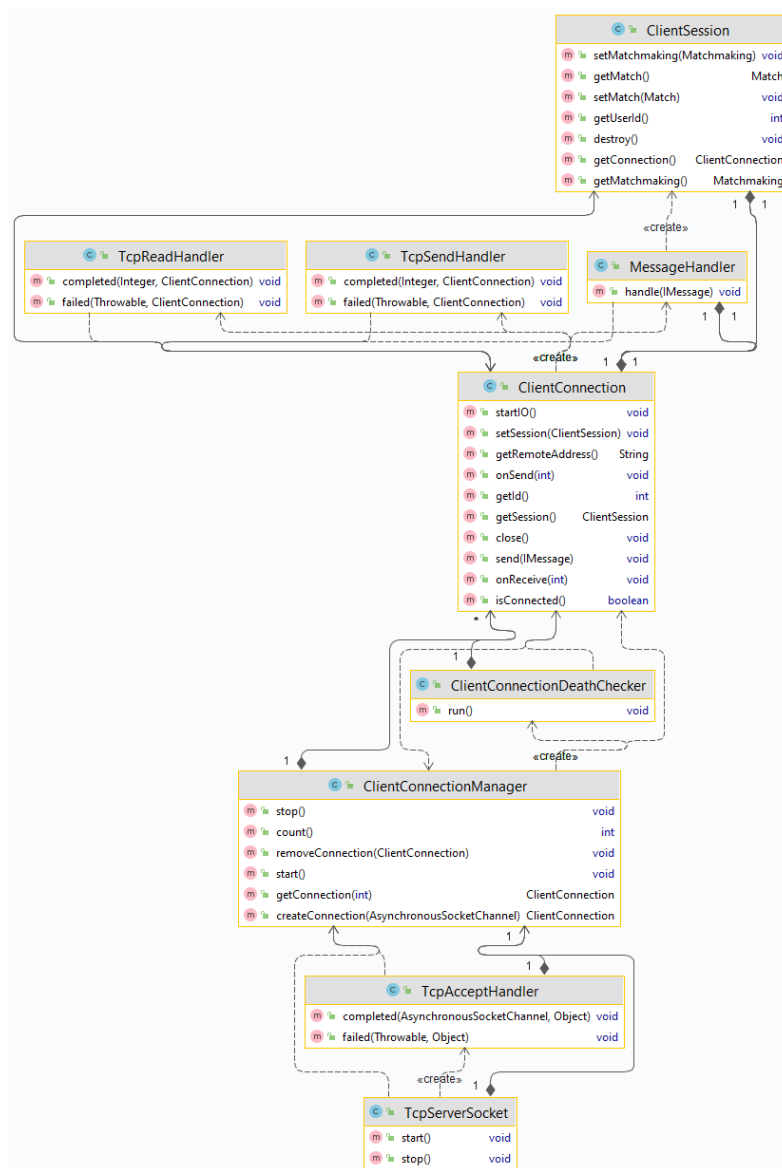 ClientSession
setMatchmaking(Matchmaking) void
getMatch() Match
setMatch(Match) void
getUserId() int
destroy() void
getConnection() ClientConnection
getMatchmaking() Matchmaking
1 1
«create»
TcpReadHandler
completed(Integer, ClientConnection) void
failed(Throwable, ClientConnection) void
TcpSendHandler
completed(Integer, ClientConnection) void
failed(Throwable, ClientConnection) void
MessageHandler
handle(IMessage) void
1 1
«create»
1 1
ClientConnection
startIO() void
setSession(ClientSession) void
getRemoteAddress() String
onSend(int) void
getId() int
getSession() ClientSession
close() void
send(IMessage) void
onReceive(int) void
isConnected() boolean
*
1
ClientConnectionDeathChecker
run() void
«create»
1
ClientConnectionManager
stop() void
count() int
removeConnection(ClientConnection) void
start() void
getConnection(int) ClientConnection
createConnection(AsynchronousSocketChannel) ClientConnection
1
1
TcpAcceptHandler
completed(AsynchronousSocketChannel, Object) void
failed(Throwable, Object) void
«create»
1
TcpServerSocket
start() void
stop() void